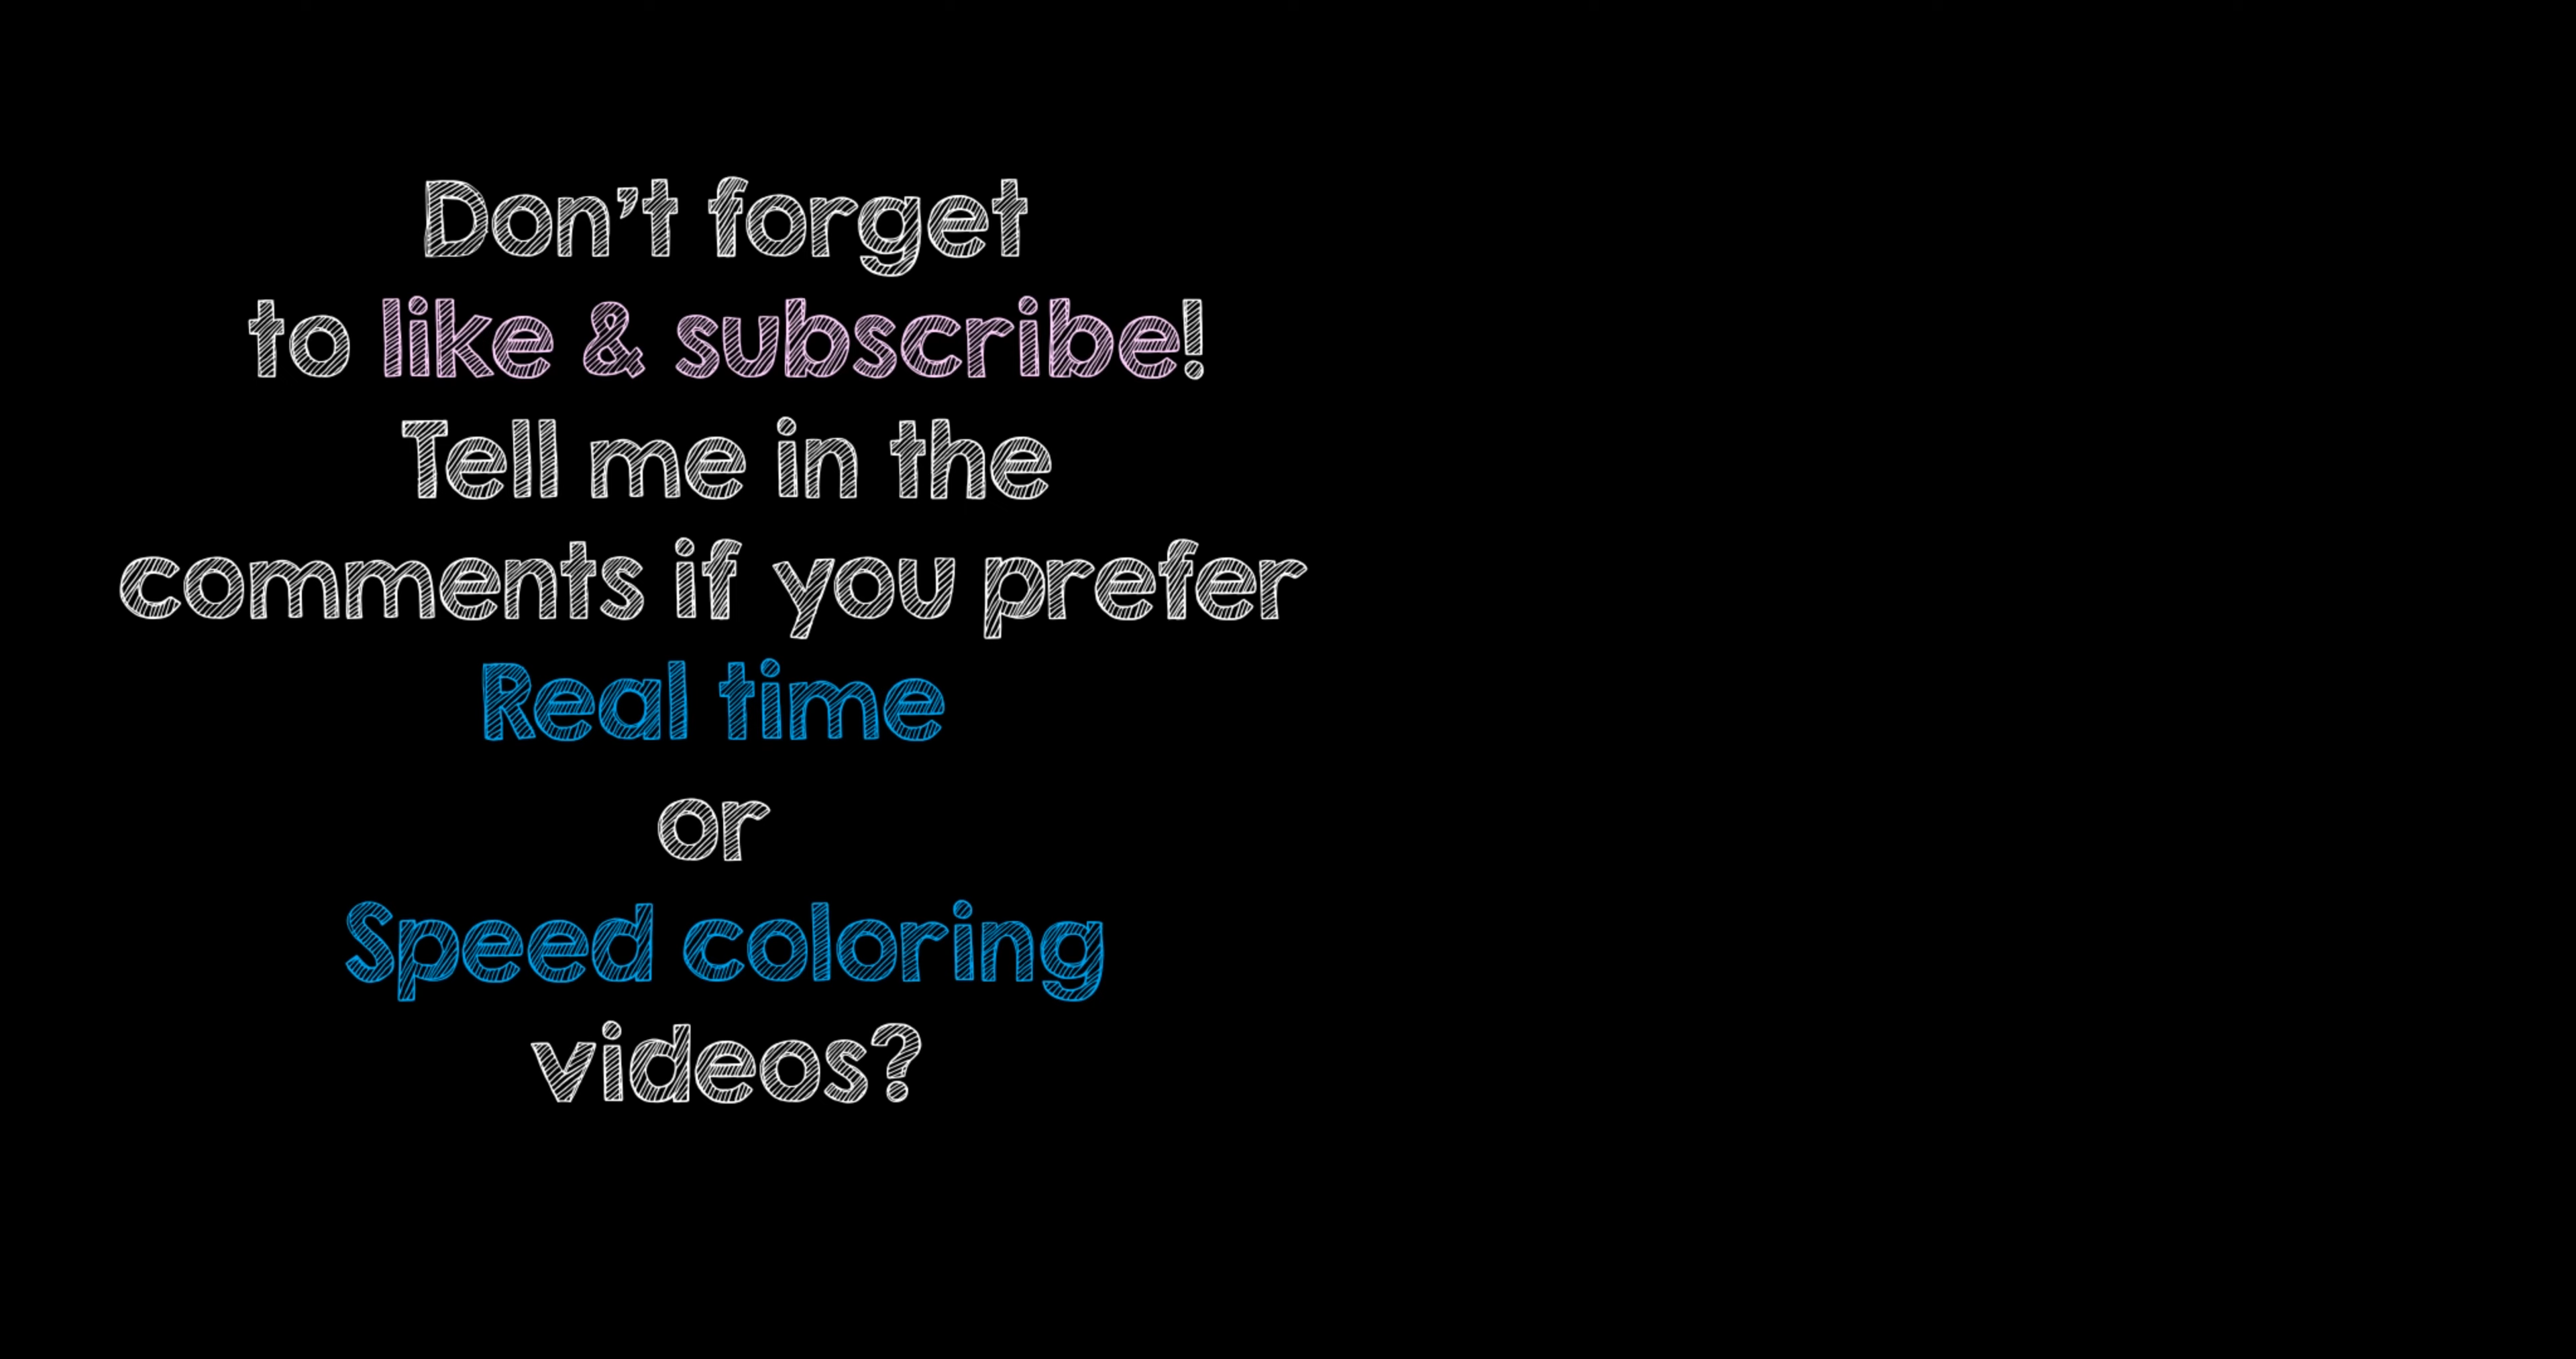 Don't forget
to like & subscribe!
Tell me in the
comments if you prefer
Real time
or
Speed coloring
videos?